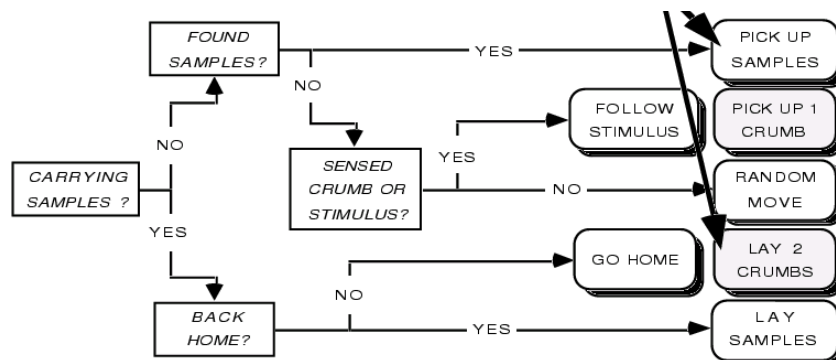 FOUND
SAMPLES?
YES
PICK UP
SAMPLES
NO
FOLLOW
STIMULUS
PICK UP 1
CRUMB
NO
YES
CARRYING
SAMPLES ?
SENSED
CRUMB OR
STIMULUS?
NO
RANDOM
MOVE
YES
GO HOME
LAY 2
CRUMBS
NO
BACK
HOME?
YES
LAY
SAMPLES